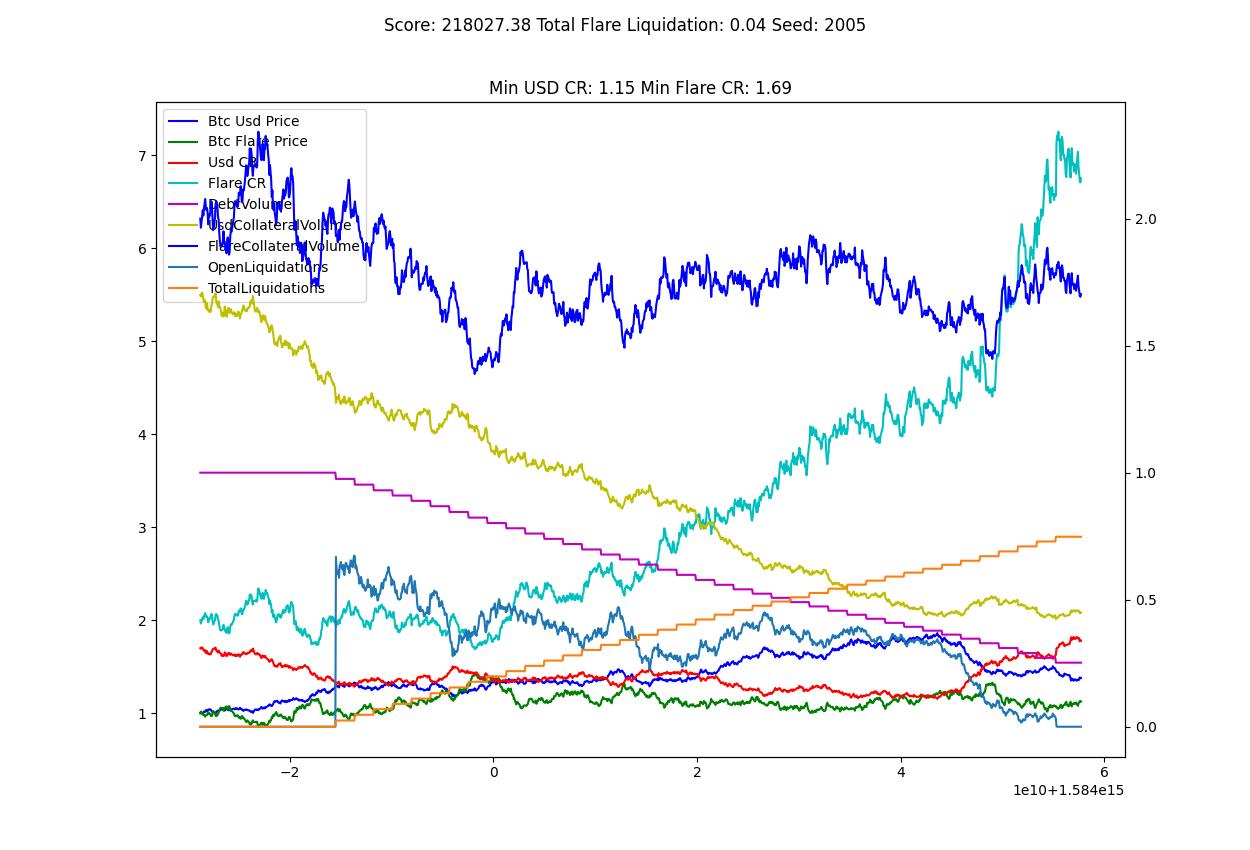 Score: 218027.38 Total Flare Liquidation: 0.04 Seed: 2005
Min USD CR: 1.15 Min Flare CR: 1.69
Btc Usd Price
Btc Flare Price
Usd CR
Flare CR
DebtVolume
UsdCollateralVolume
FlareCollateralVolume
OpenLiquidations
TotalLiquidations
7
6
5
4
3
2
1
2.0
1.5
1.0
0.5
0.0
−2
0
2
4
6
1e10+1.584e15